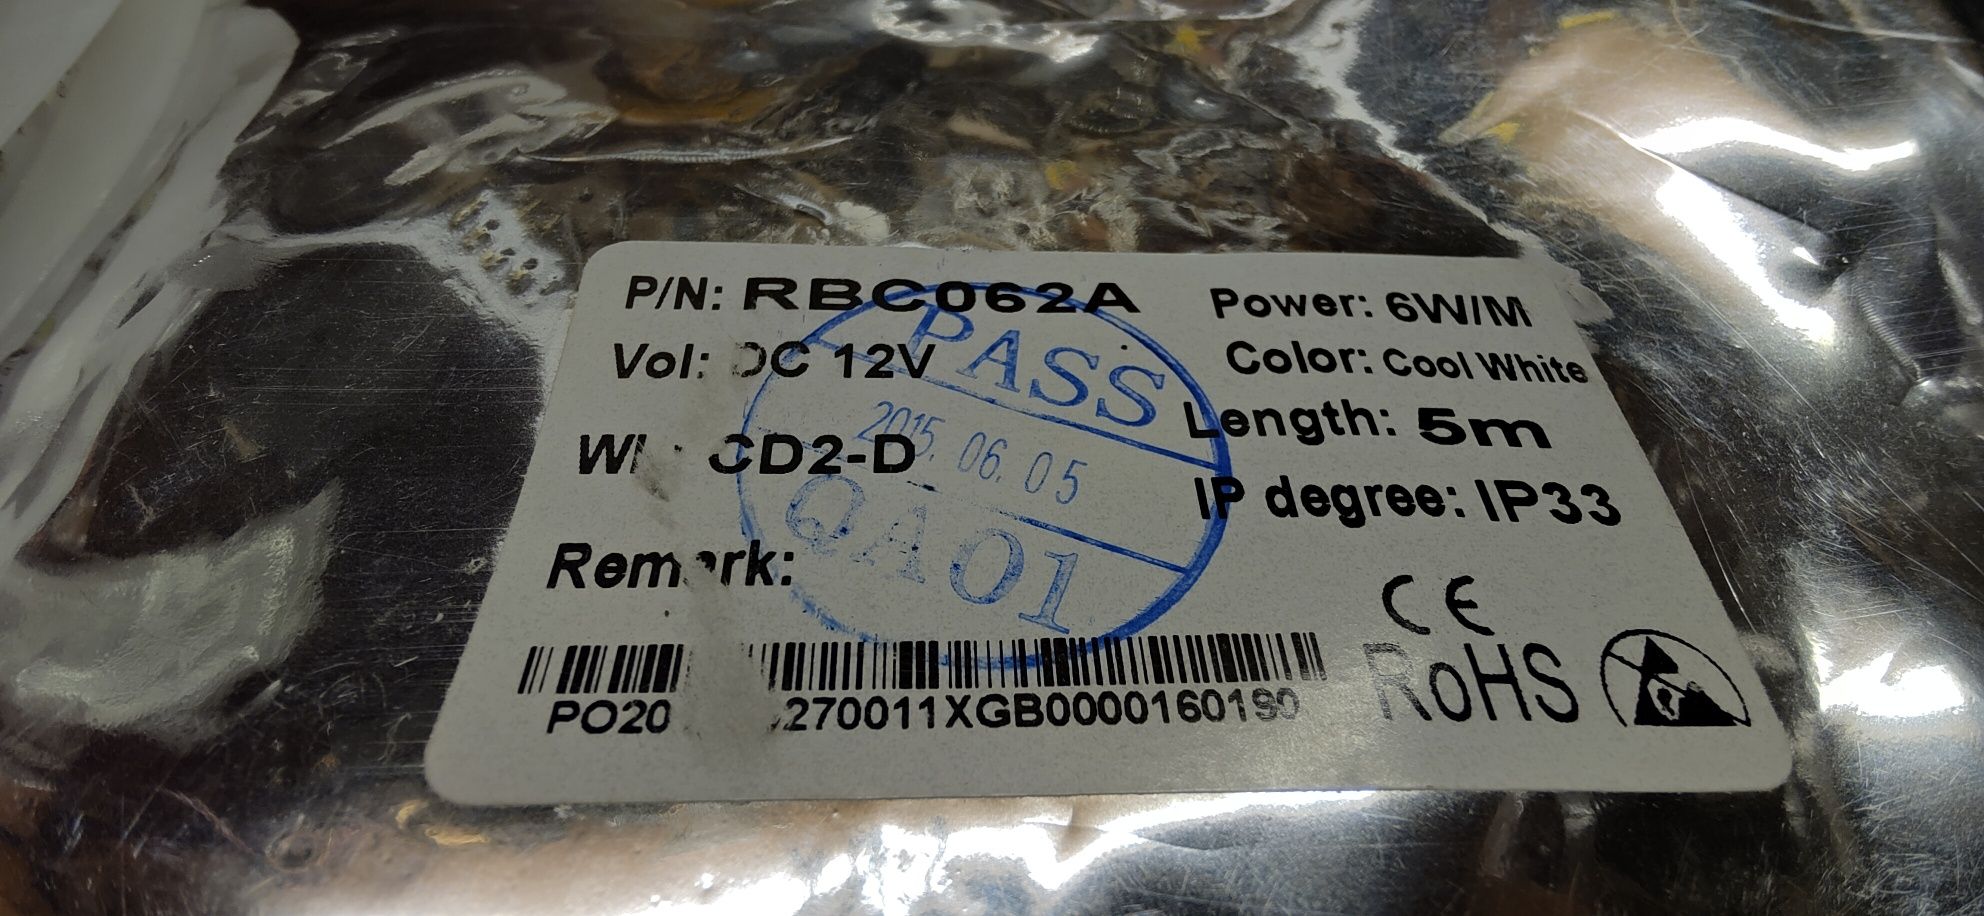 P/N: RBC062A
Power: 6W/M
Vol: DC 12V
Color: Cool White
PASS
Length: 5m
2015.06.05
CD2-D
IP degree: IP33
QA01
Remark:
CE
RoHS
PO20 270011XGB0000160190